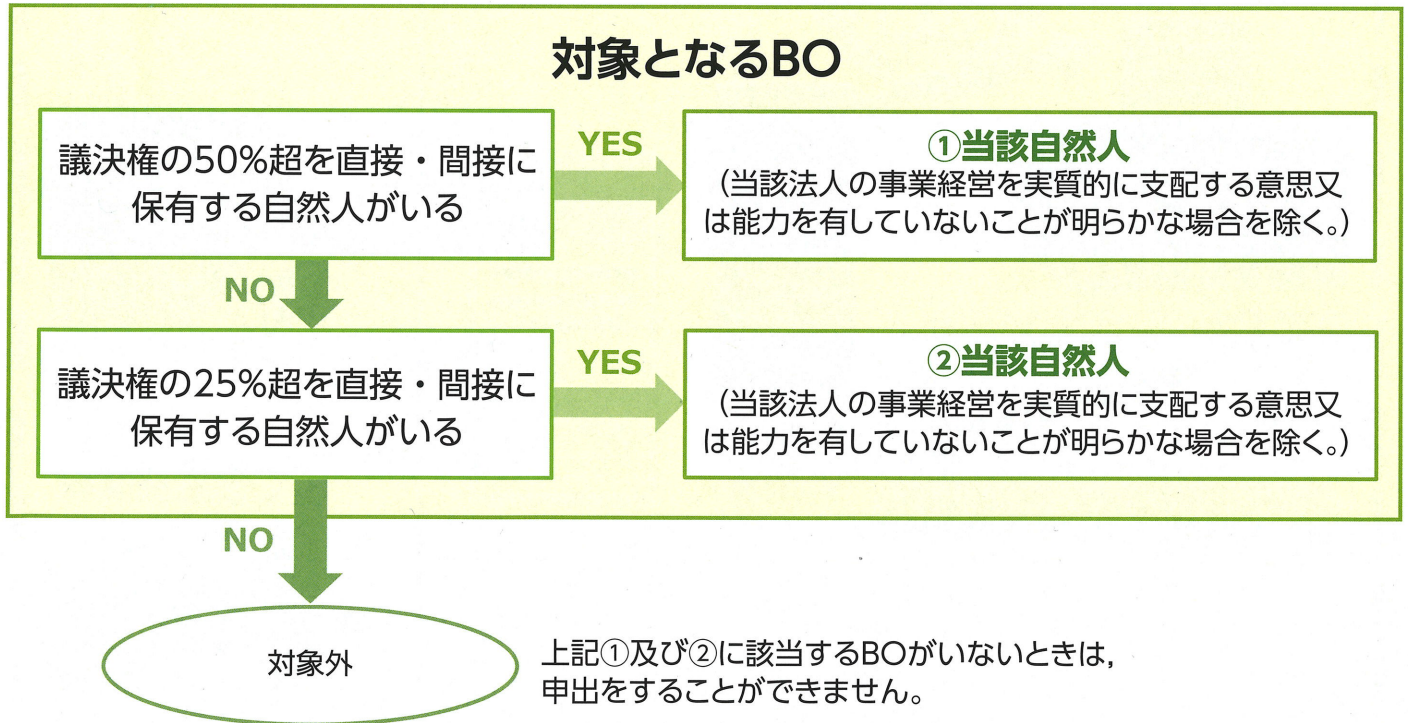 対象となるBO
議決権の50%超を直接・間接に
保有する自然人がいる
YES
①当該自然人
（当該法人の事業経営を実質的に支配する意思又
は能力を有していないことが明らかな場合を除く。）
NO
議決権の25%超を直接・間接に
保有する自然人がいる
YES
②当該自然人
（当該法人の事業経営を実質的に支配する意思又
は能力を有していないことが明らかな場合を除く。）
NO
対象外
上記①及び②に該当するBOがいないときは，
申出をすることができません。